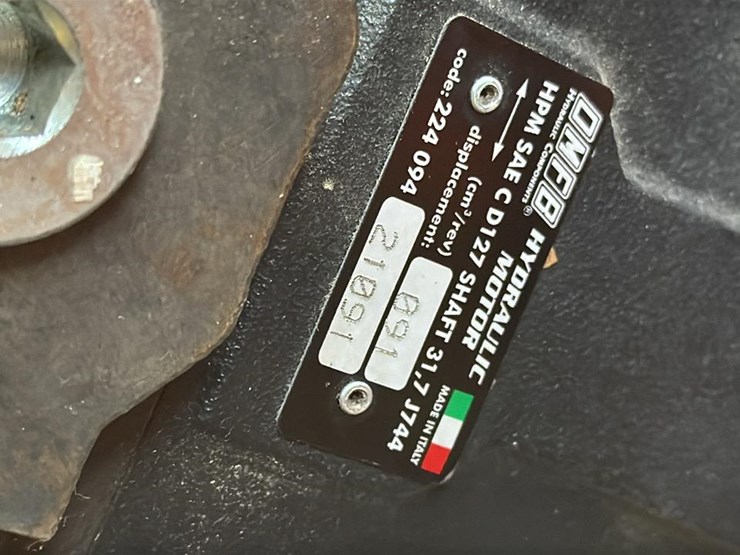 OMFB
HYDRAULIC COMPONENTS ®
HYDRAULIC
MOTOR
HPM SAE C D127 SHAFT 31,7 J744
displacement:
(cm³/rev)
091
code: 224 094 21091
MADE IN ITALY